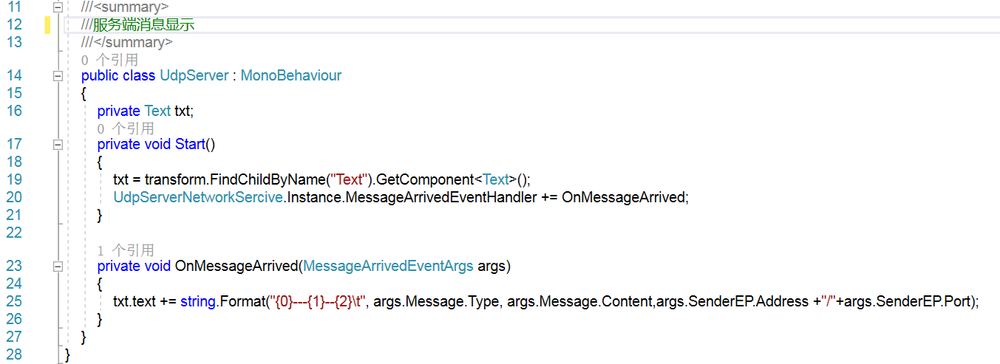 11 ///<summary>
12 ///服务端消息显示
13 ///</summary>
0 个引用
14 public class UdpServer : MonoBehaviour
15 {
16 private Text txt;
0 个引用
17 private void Start()
18 {
19 txt = transform.FindChildByName("Text").GetComponent<Text>();
20 UdpServerNetworkSercive.Instance.MessageArrivedEventHandler += OnMessageArrived;
21 }
22
1 个引用
23 private void OnMessageArrived(MessageArrivedEventArgs args)
24 {
25 txt.text += string.Format("{0}---{1}--{2}\t", args.Message.Type, args.Message.Content,args.SenderEP.Address +"/"+args.SenderEP.Port);
26 }
27 }
28 }